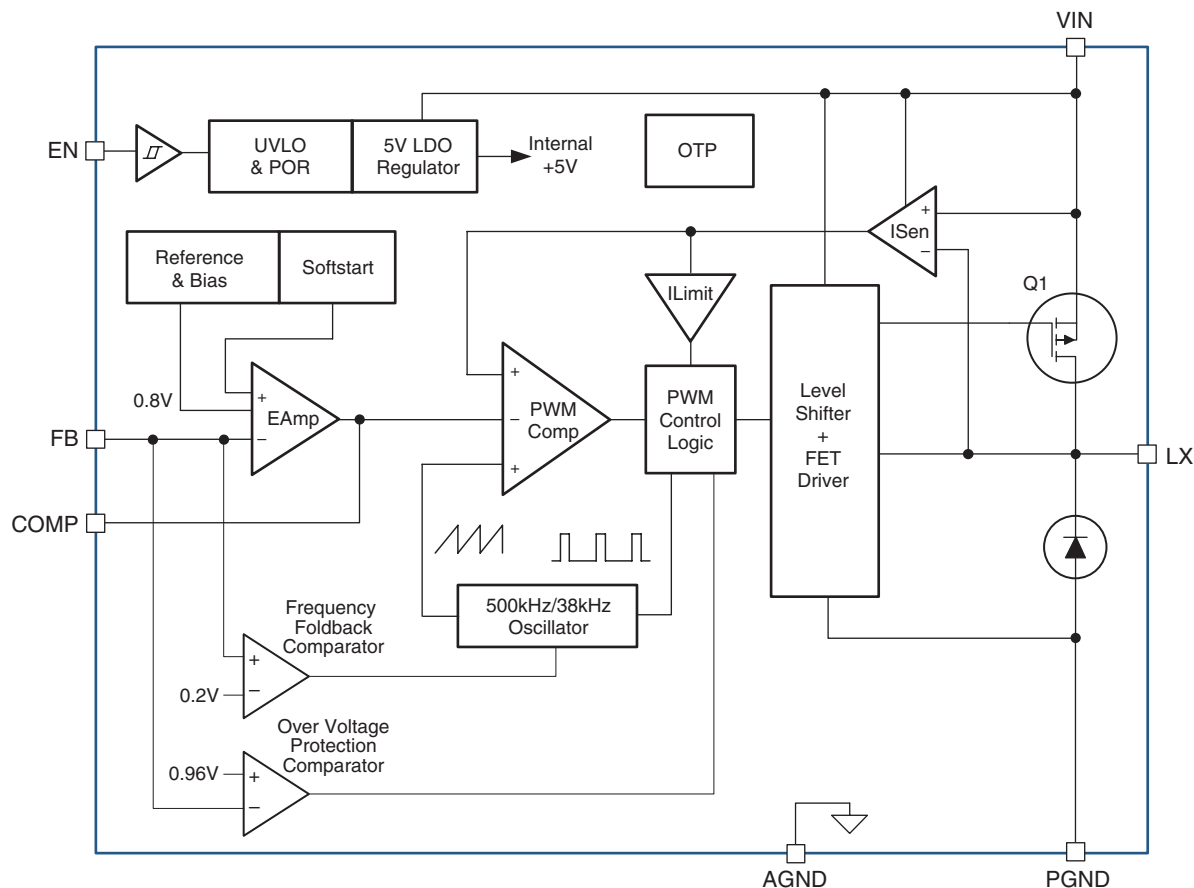 VIN
EN
UVLO
& POR
5V LDO
Regulator
Internal
+5V
OTP
Reference
& Bias
Softstart
+
ISen
−
ILimit
Q1
0.8V
+
EAmp
−
+
−
PWM
Comp
+
PWM
Control
Logic
Level
Shifter
+
FET
Driver
FB
LX
COMP
500kHz/38kHz
Oscillator
Frequency
Foldback
Comparator
+
0.2V
−
Over Voltage
Protection
Comparator
0.96V
+
−
AGND
PGND